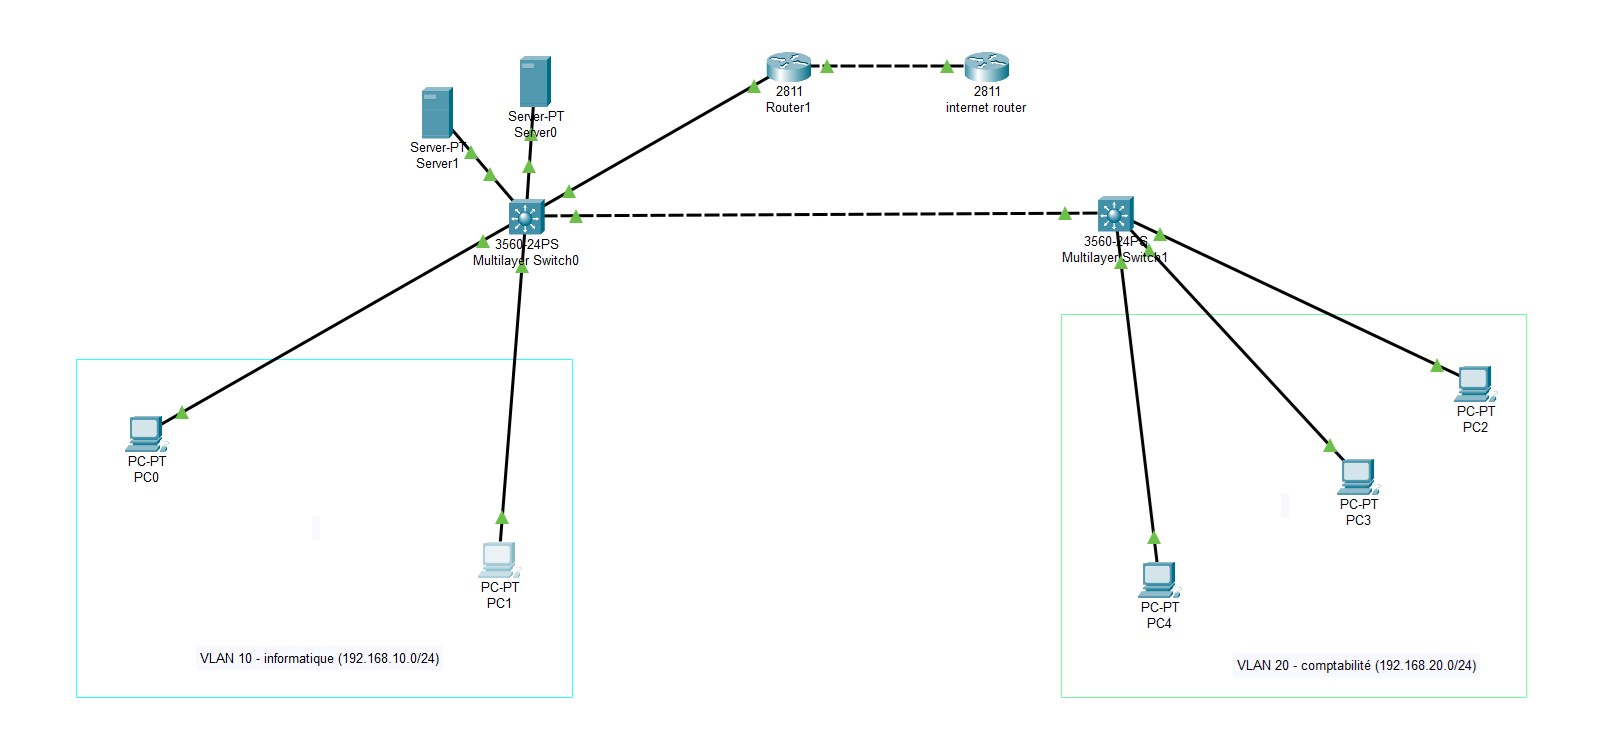 2811
Router1
2811
internet router
Server-PT
Server0
Server-PT
Server1
3560-24PS
Multilayer Switch0
3560-24PS
Multilayer Switch1
PC-PT
PC2
PC-PT
PC0
PC-PT
PC3
PC-PT
PC1
PC-PT
PC4
VLAN 10 - informatique (192.168.10.0/24)
VLAN 20 - comptabilité (192.168.20.0/24)